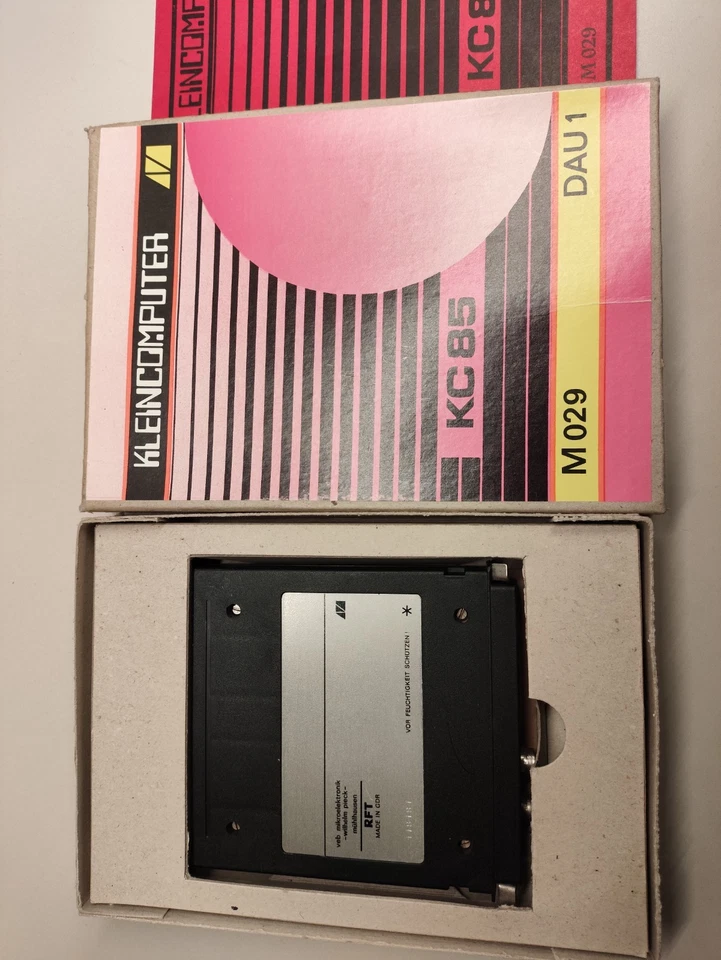 KLEINCOMPUTER
KC 85
M 029
KLEINCOMPUTER
KC 85
M 029 DAU 1
VOR FEUCHTIGKEIT SCHÜTZEN!
*
veb mikroelektronik
»wilhelm pieck«
mühlhausen
RFT
MADE IN GDR